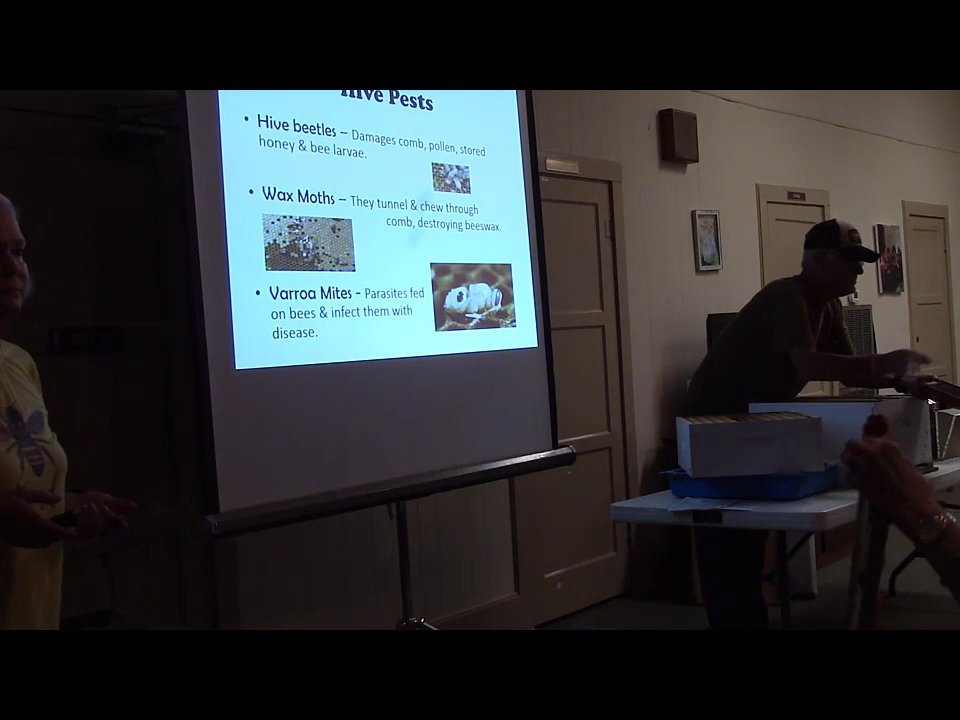 Hive Pests
• Hive beetles – Damages comb, pollen, stored
honey & bee larvae.
• Wax Moths – They tunnel & chew through
comb, destroying beeswax.
• Varroa Mites - Parasites fed
on bees & infect them with
disease.